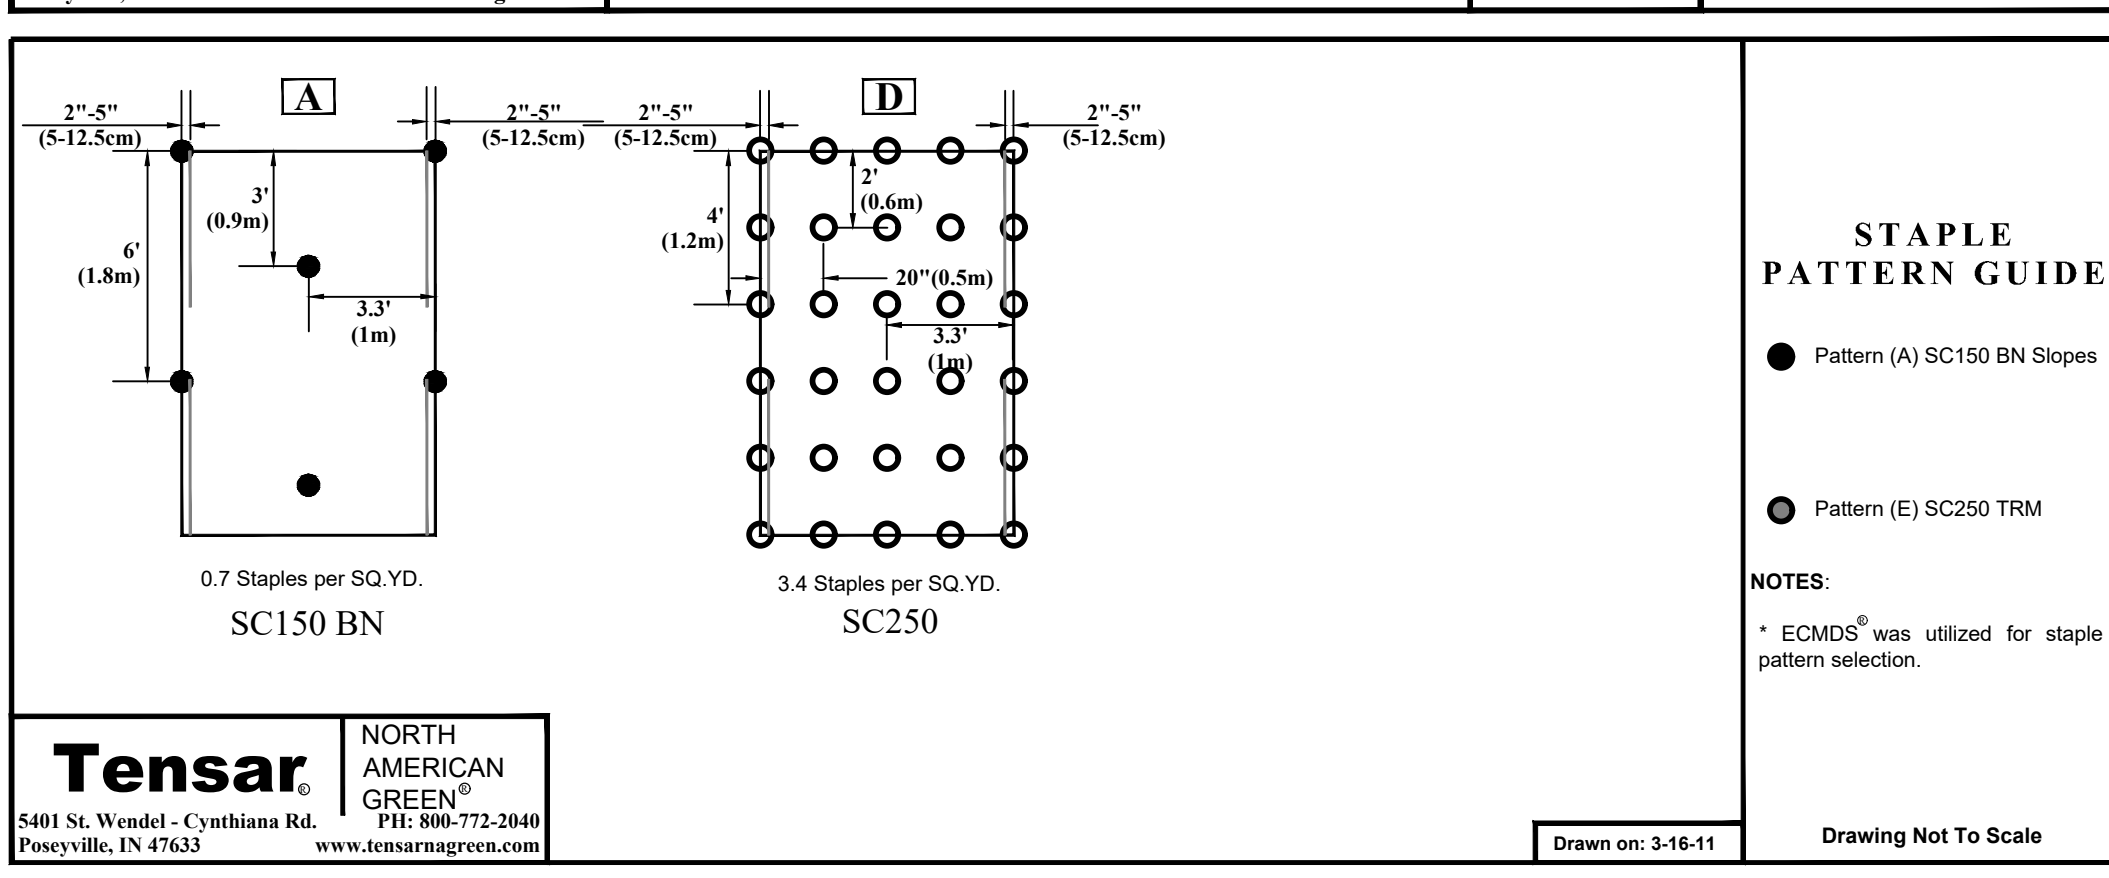 A
2"-5"
(5-12.5cm)
2"-5"
(5-12.5cm)
3'
(0.9m)
6'
(1.8m)
3.3'
(1m)
0.7 Staples per SQ.YD.
SC150 BN
D
2"-5"
(5-12.5cm)
2"-5"
(5-12.5cm)
2'
(0.6m)
4'
(1.2m)
20"(0.5m)
3.3'
(1m)
3.4 Staples per SQ.YD.
SC250
STAPLE
PATTERN GUIDE
Pattern (A) SC150 BN Slopes
Pattern (E) SC250 TRM
NOTES:
* ECMDS® was utilized for staple
pattern selection.
Tensar®
NORTH
AMERICAN
GREEN®
5401 St. Wendel - Cynthiana Rd. PH: 800-772-2040
Poseyville, IN 47633 www.tensarnagreen.com
Drawn on: 3-16-11
Drawing Not To Scale